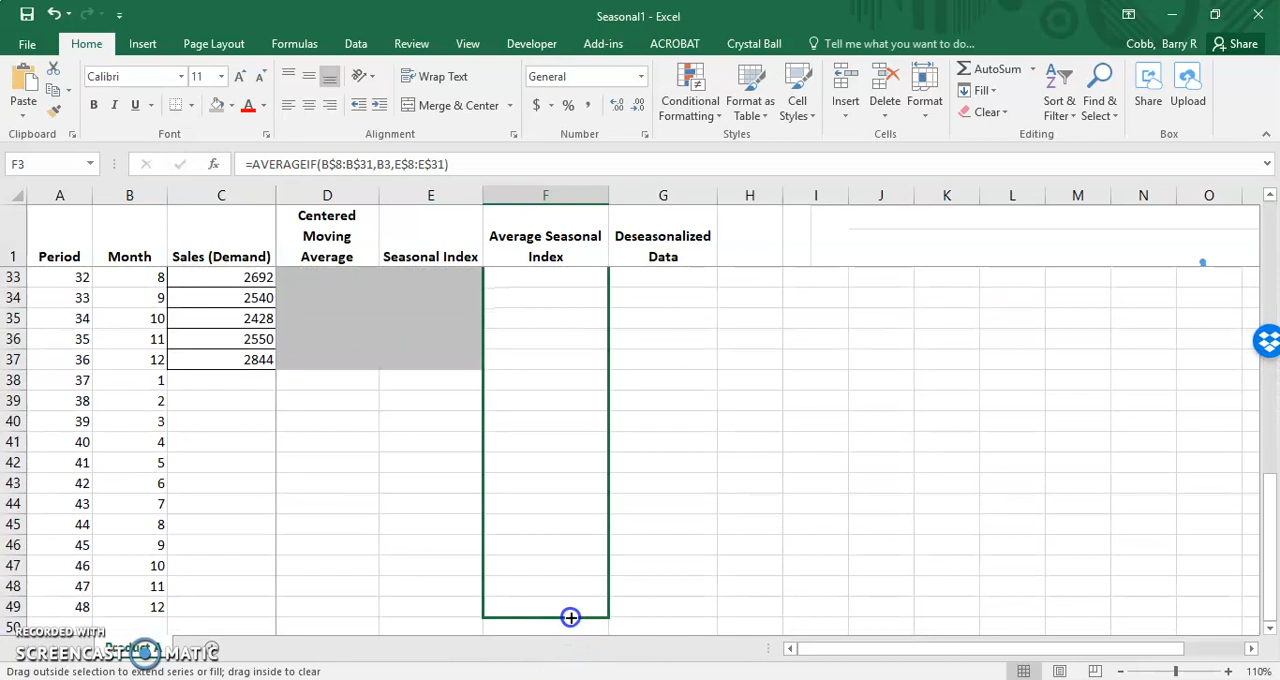 Seasonal1 - Excel
File Home Insert Page Layout Formulas Data Review View Developer Add-ins ACROBAT Crystal Ball Tell me what you want to do... Cobb, Barry R Share
Paste Calibri 11 A A Wrap Text General AutoSum
B I U A Merge & Center $ % , Conditional Formatting Format as Table Cell Styles Insert Delete Format Fill Clear Sort & Filter Find & Select Share Upload
Clipboard Font Alignment Number Styles Cells Editing Box
F3 fx =AVERAGEIF(B$8:B$31,B3,E$8:E$31)
A B C D E F G H I J K L M N O
1 Period Month Sales (Demand) Centered Moving Average Seasonal Index Average Seasonal Index Deseasonalized Data
33 32 8 2692
34 33 9 2540
35 34 10 2428
36 35 11 2550
37 36 12 2844
38 37 1
39 38 2
40 39 3
41 40 4
42 41 5
43 42 6
44 43 7
45 44 8
46 45 9
47 46 10
48 47 11
49 48 12
50
RECORDED WITH
SCREENCAST-O-MATIC
Drag outside selection to extend series or fill; drag inside to clear 110%